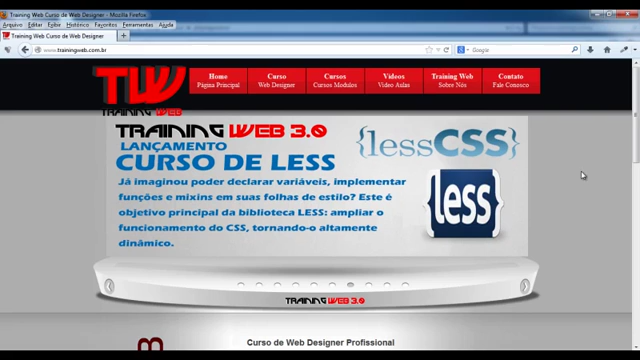 Training Web Curso de Web Designer - Mozilla Firefox
Arquivo Editar Exibir Histórico Favoritos Ferramentas Ajuda
Training Web Curso de Web Designer
www.trainingweb.com.br
Google
TW
TRAINING WEB
Home
Página Principal
Curso
Web Designer
Cursos
Cursos Modulos
Videos
Video Aulas
Training Web
Sobre Nós
Contato
Fale Conosco
TRAINING WEB 3.0
LANÇAMENTO
CURSO DE LESS
Já imaginou poder declarar variáveis, implementar
funções e mixins em suas folhas de estilo? Este é
objetivo principal da biblioteca LESS: ampliar o
funcionamento do CSS, tornando-o altamente
dinâmico.
{lessCSS}
{less}
TRAINING WEB 3.0
Curso de Web Designer Profissional